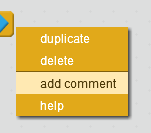 duplicate
delete
add comment
help